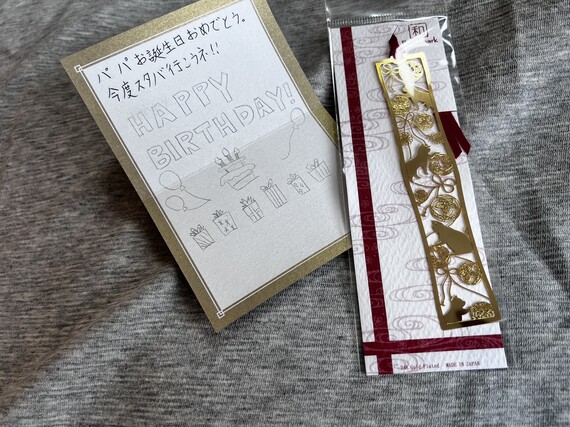 パパお誕生日おめでとう。
今度スタバ行こうネ!!
HAPPY
BIRTHDAY!
和
MADE IN JAPAN